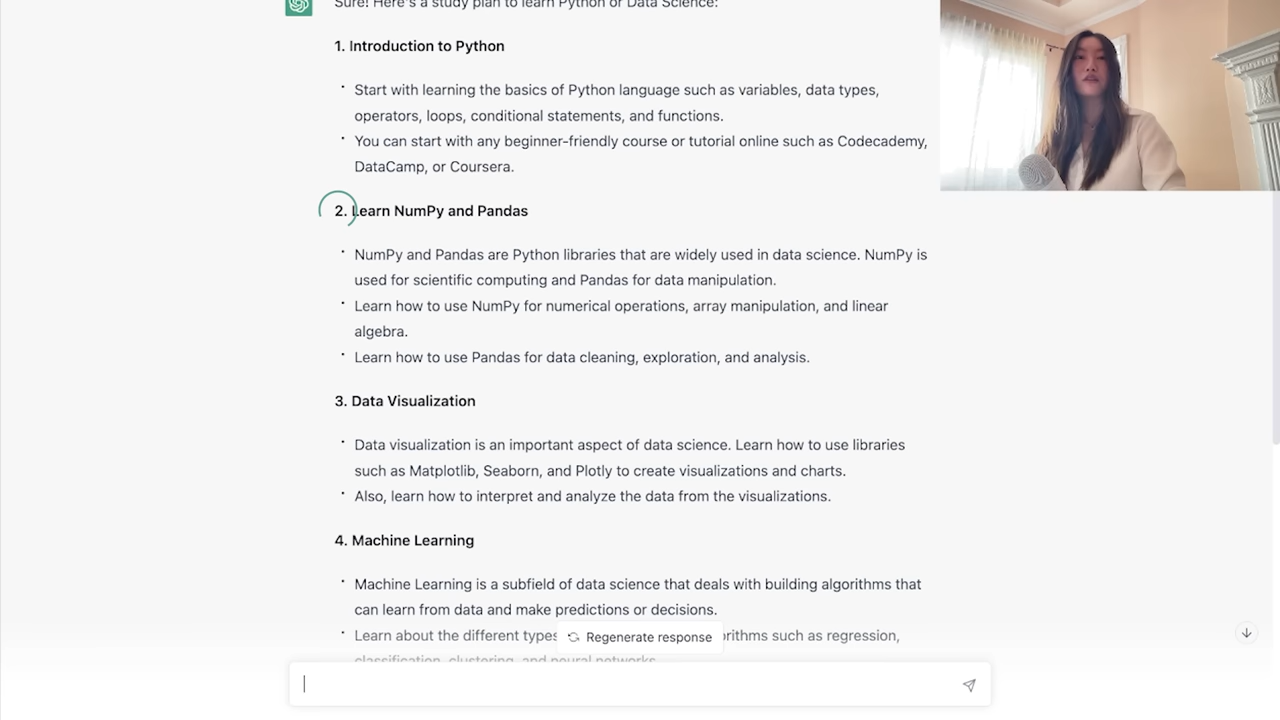 Sure! Here's a study plan to learn Python or Data Science:
1. Introduction to Python
Start with learning the basics of Python language such as variables, data types,
operators, loops, conditional statements, and functions.
You can start with any beginner-friendly course or tutorial online such as Codecademy,
DataCamp, or Coursera.
2. Learn NumPy and Pandas
NumPy and Pandas are Python libraries that are widely used in data science. NumPy is
used for scientific computing and Pandas for data manipulation.
Learn how to use NumPy for numerical operations, array manipulation, and linear
algebra.
Learn how to use Pandas for data cleaning, exploration, and analysis.
3. Data Visualization
Data visualization is an important aspect of data science. Learn how to use libraries
such as Matplotlib, Seaborn, and Plotly to create visualizations and charts.
Also, learn how to interpret and analyze the data from the visualizations.
4. Machine Learning
Machine Learning is a subfield of data science that deals with building algorithms that
can learn from data and make predictions or decisions.
Learn about the different types
Regenerate response
such as regression,
classification, clustering, and neural networks.